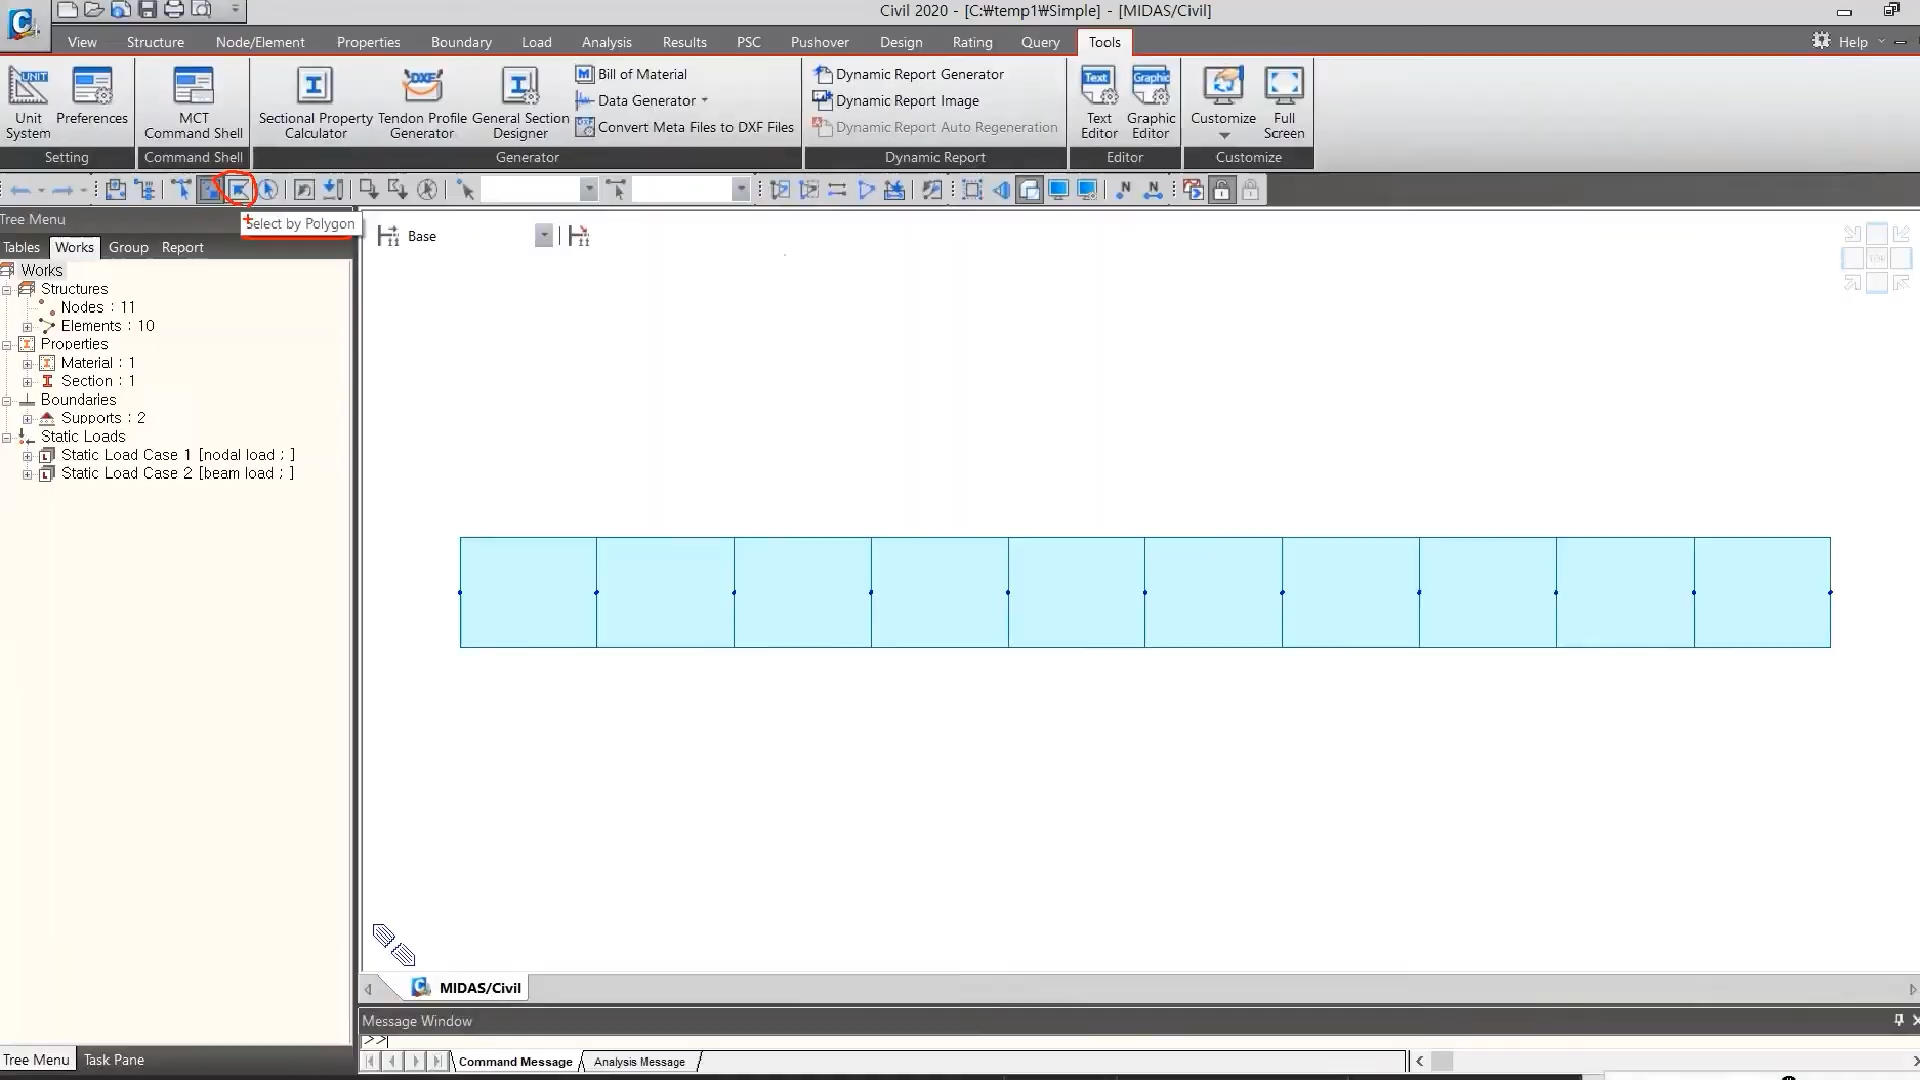 Civil 2020 - [C:₩temp1₩Simple] - [MIDAS/Civil]
View Structure Node/Element Properties Boundary Load Analysis Results PSC Pushover Design Rating Query Tools Help
UNIT
Unit System
Preferences
MCT Command Shell
Sectional Property Calculator
DXF
Tendon Profile Generator
General Section Designer
Bill of Material
Data Generator
DXF
Convert Meta Files to DXF Files
Dynamic Report Generator
Dynamic Report Image
Dynamic Report Auto Regeneration
Text
Text Editor
Graphic
Graphic Editor
Customize
Full Screen
Setting Command Shell Generator Dynamic Report Editor Customize
N N
Tree Menu
Select by Polygon
Base
Tables Works Group Report
TOP
Works
Structures
Nodes : 11
Elements : 10
Properties
Material : 1
Section : 1
Boundaries
Supports : 2
Static Loads
Static Load Case 1 [nodal load ; ]
Static Load Case 2 [beam load ; ]
MIDAS/Civil
Message Window
>>
Tree Menu Task Pane
Command Message Analysis Message